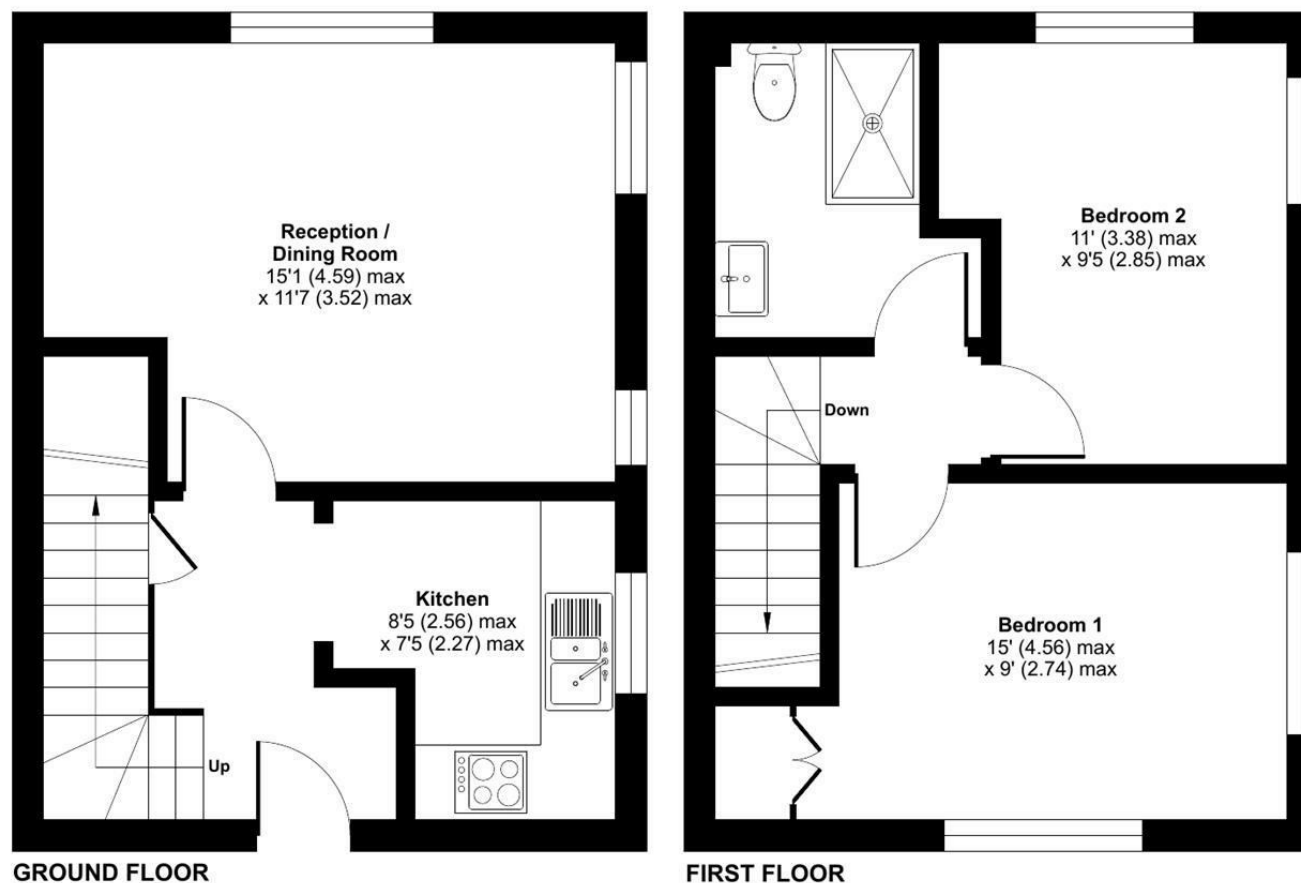 Reception /
Dining Room
15'1 (4.59) max
x 11'7 (3.52) max
Kitchen
8'5 (2.56) max
x 7'5 (2.27) max
Up
GROUND FLOOR
Bedroom 2
11' (3.38) max
x 9'5 (2.85) max
Down
Bedroom 1
15' (4.56) max
x 9' (2.74) max
FIRST FLOOR